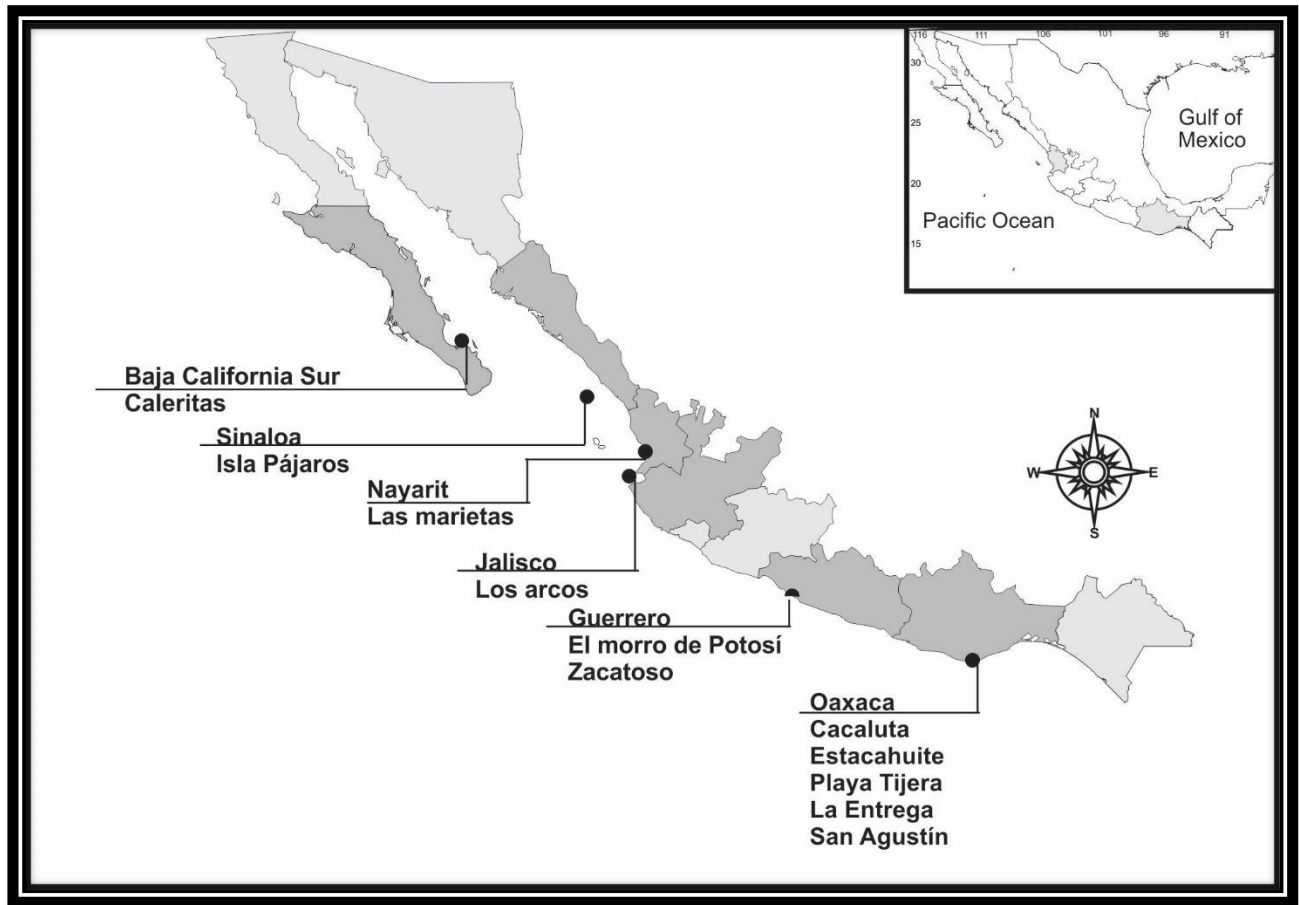 116 111 106 101 96 91
30
25
20
15
Gulf of
Mexico
Pacific Ocean
Baja California Sur
Caleritas
Sinaloa
Isla Pájaros
Nayarit
Las marietas
Jalisco
Los arcos
Guerrero
El morro de Potosí
Zacatoso
Oaxaca
Cacaluta
Estacahuite
Playa Tijera
La Entrega
San Agustín
N
W E
S